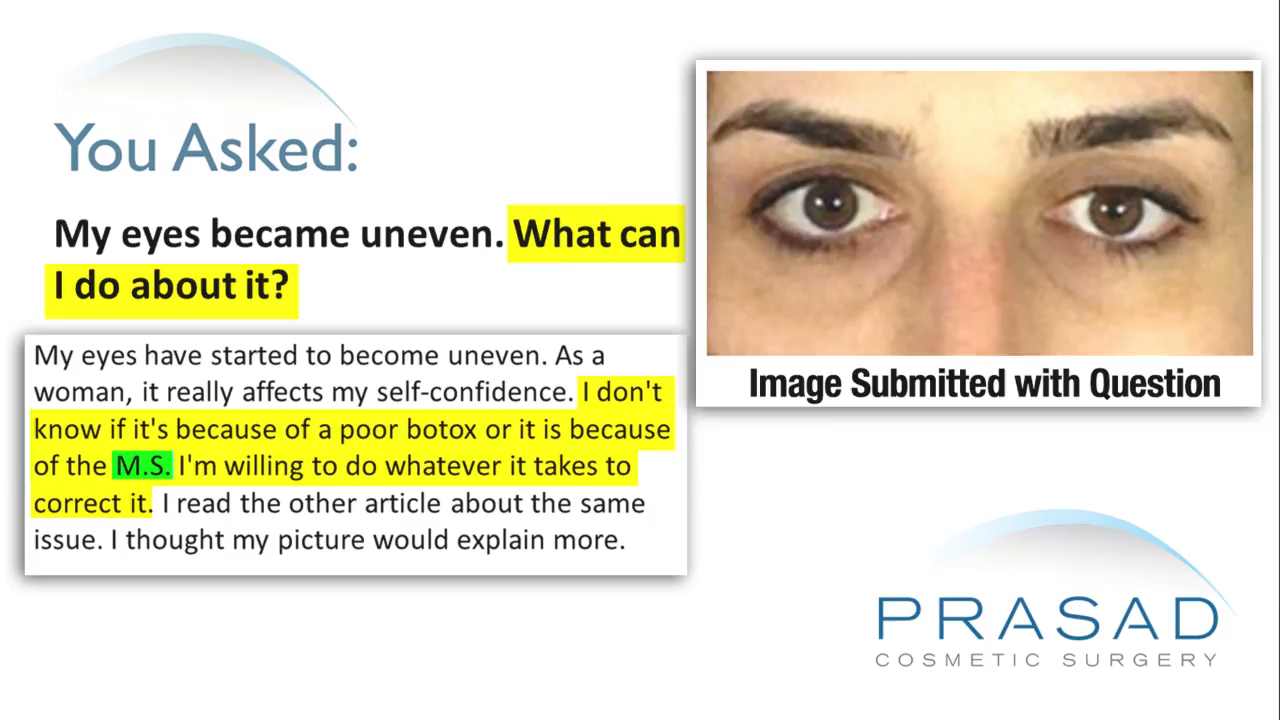 You Asked:
My eyes became uneven. What can
I do about it?
My eyes have started to become uneven. As a
woman, it really affects my self-confidence. I don't
know if it's because of a poor botox or it is because
of the M.S. I'm willing to do whatever it takes to
correct it. I read the other article about the same
issue. I thought my picture would explain more.
Image Submitted with Question
PRASAD
COSMETIC SURGERY